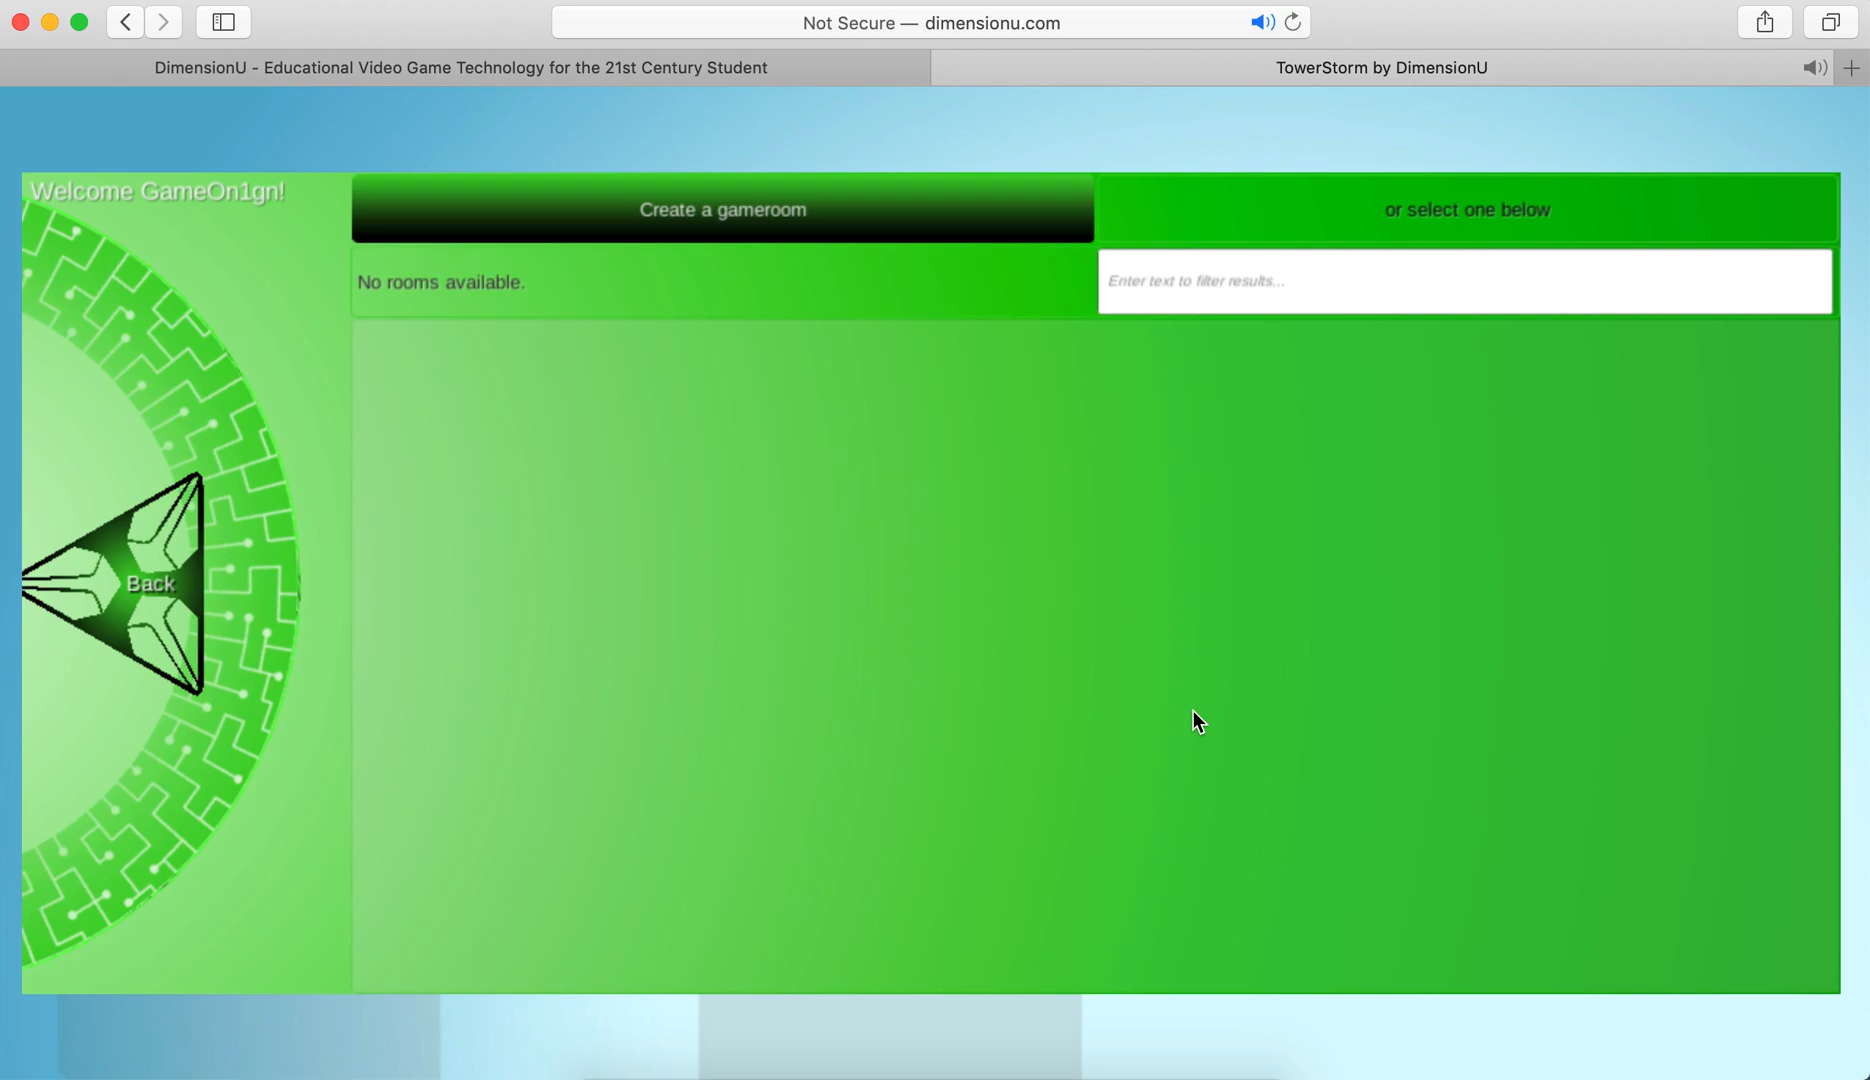 Not Secure — dimensionu.com
DimensionU - Educational Video Game Technology for the 21st Century Student
TowerStorm by DimensionU
Welcome GameOn1gn!
Create a gameroom
or select one below
No rooms available.
Enter text to filter results...
Back